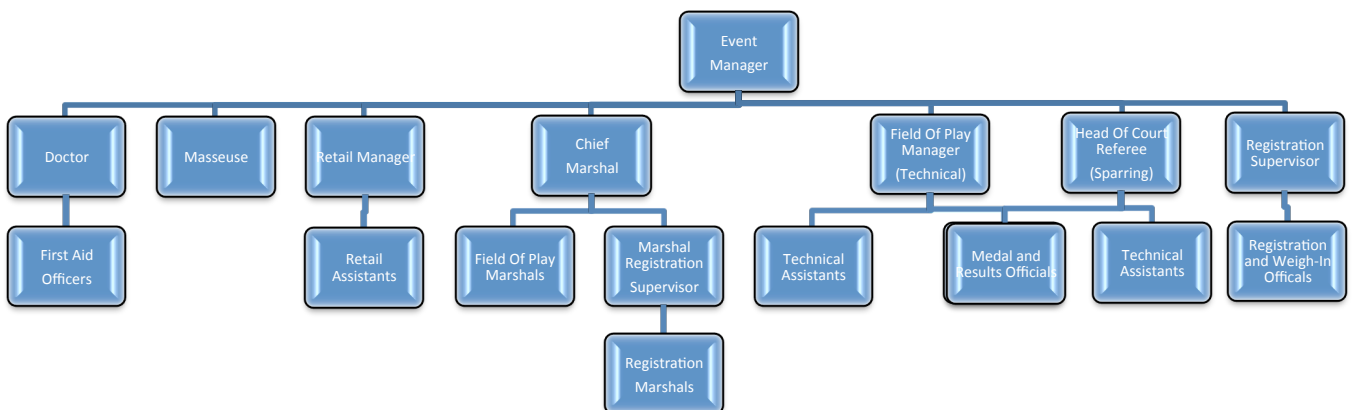 Event
Manager
Doctor
Masseuse
Retail Manager
Chief
Marshal
Field Of Play
Manager
(Technical)
Head Of Court
Referee
(Sparring)
Registration
Supervisor
First Aid
Officers
Retail
Assistants
Field Of Play
Marshals
Marshal
Registration
Supervisor
Technical
Assistants
Medal and
Results Officials
Technical
Assistants
Registration
and Weigh-In
Officals
Registration
Marshals